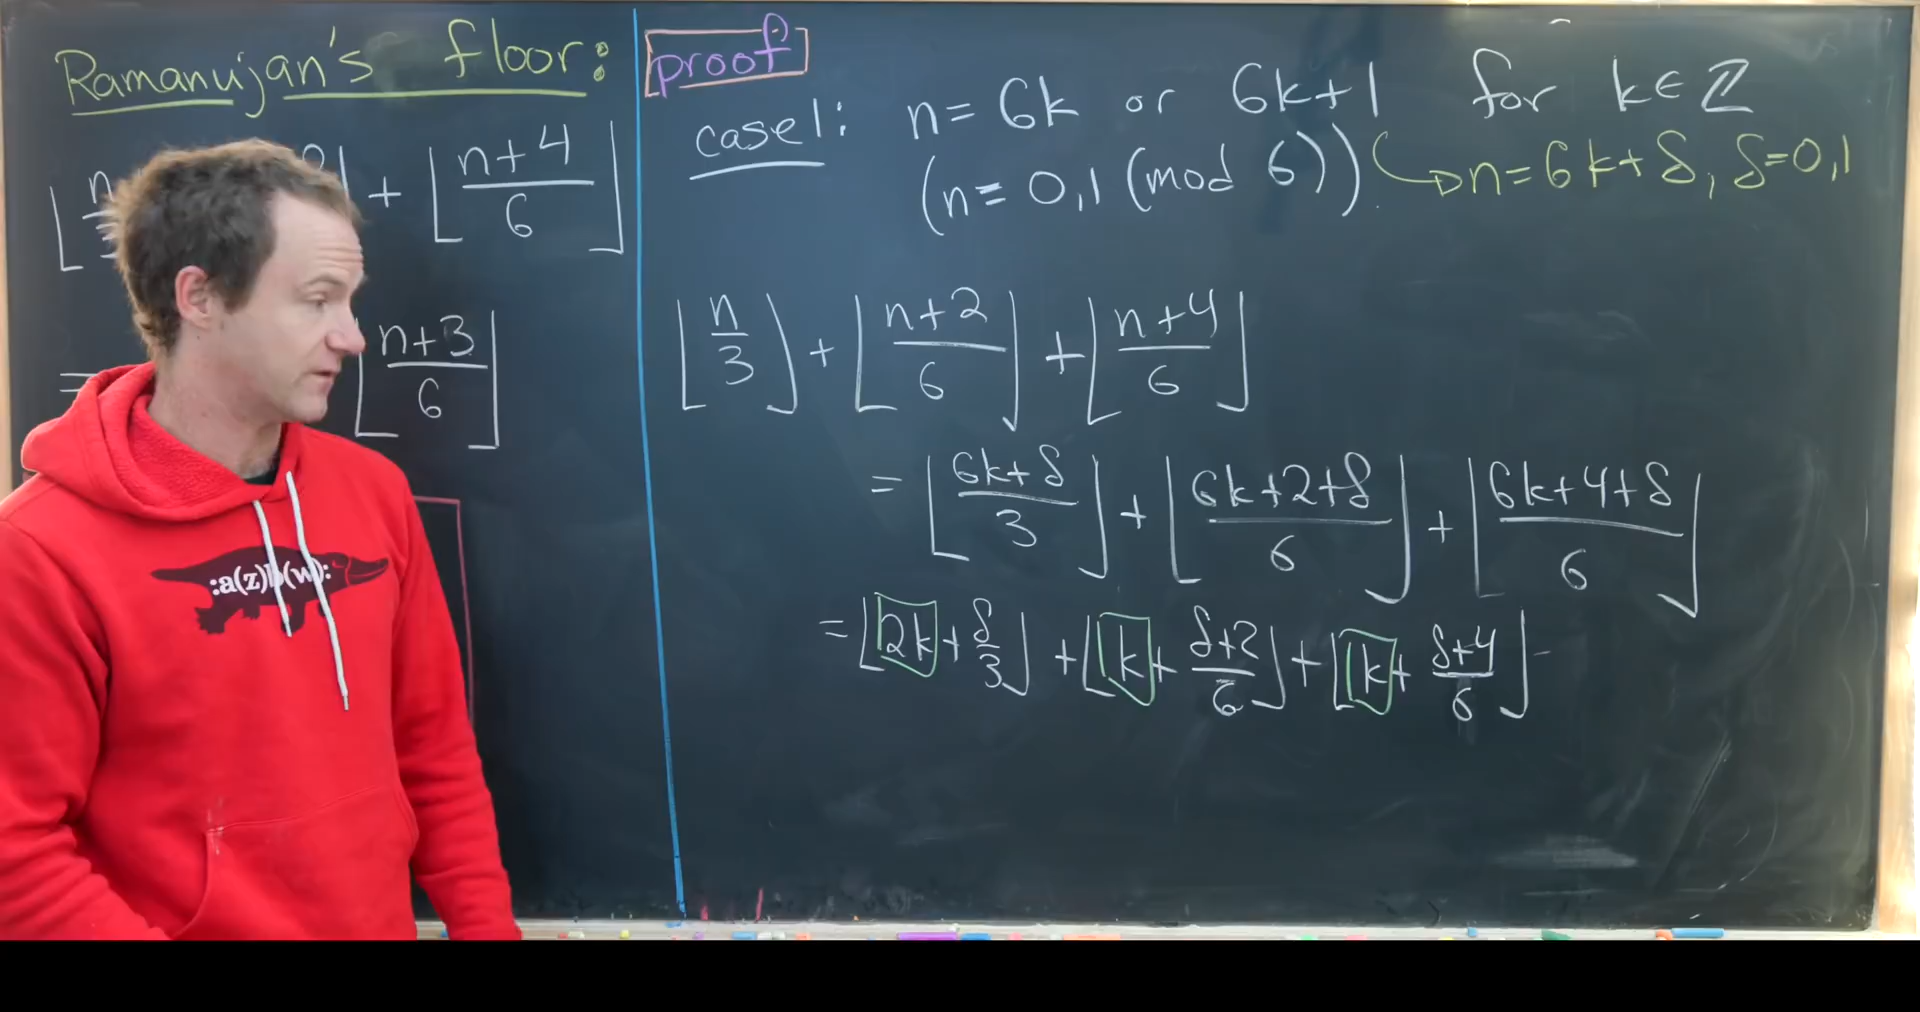 Ramanujan's floor:
⌊n + ⌊(n+4)/6⌋
= ⌊(n+3)/6⌋
proof
case 1: n = 6k or 6k+1 for k ∈ ℤ
(n ≡ 0,1 (mod 6)) ↪ n = 6k + δ, δ = 0,1
⌊n/3⌋ + ⌊(n+2)/6⌋ + ⌊(n+4)/6⌋
= ⌊(6k+δ)/3⌋ + ⌊(6k+2+δ)/6⌋ + ⌊(6k+4+δ)/6⌋
= ⌊2k + δ/3⌋ + ⌊k + (δ+2)/6⌋ + ⌊k + (δ+4)/6⌋
:a(z)b(w):